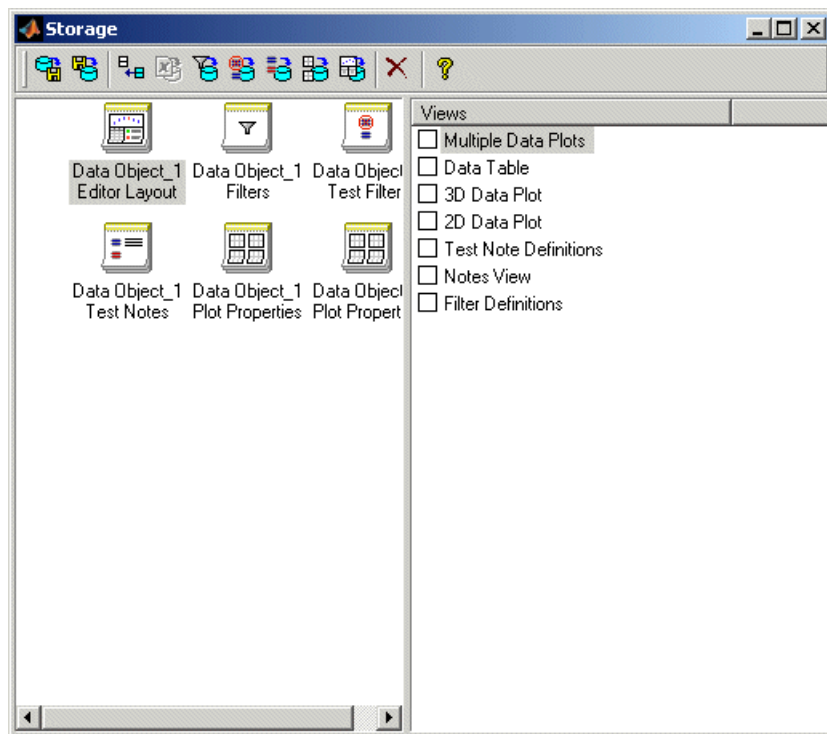 Storage
Data Object_1
Editor Layout
Data Object_1
Filters
Data Object
Test Filter
Data Object_1
Test Notes
Data Object_1
Plot Properties
Data Object
Plot Propert
Views
Multiple Data Plots
Data Table
3D Data Plot
2D Data Plot
Test Note Definitions
Notes View
Filter Definitions